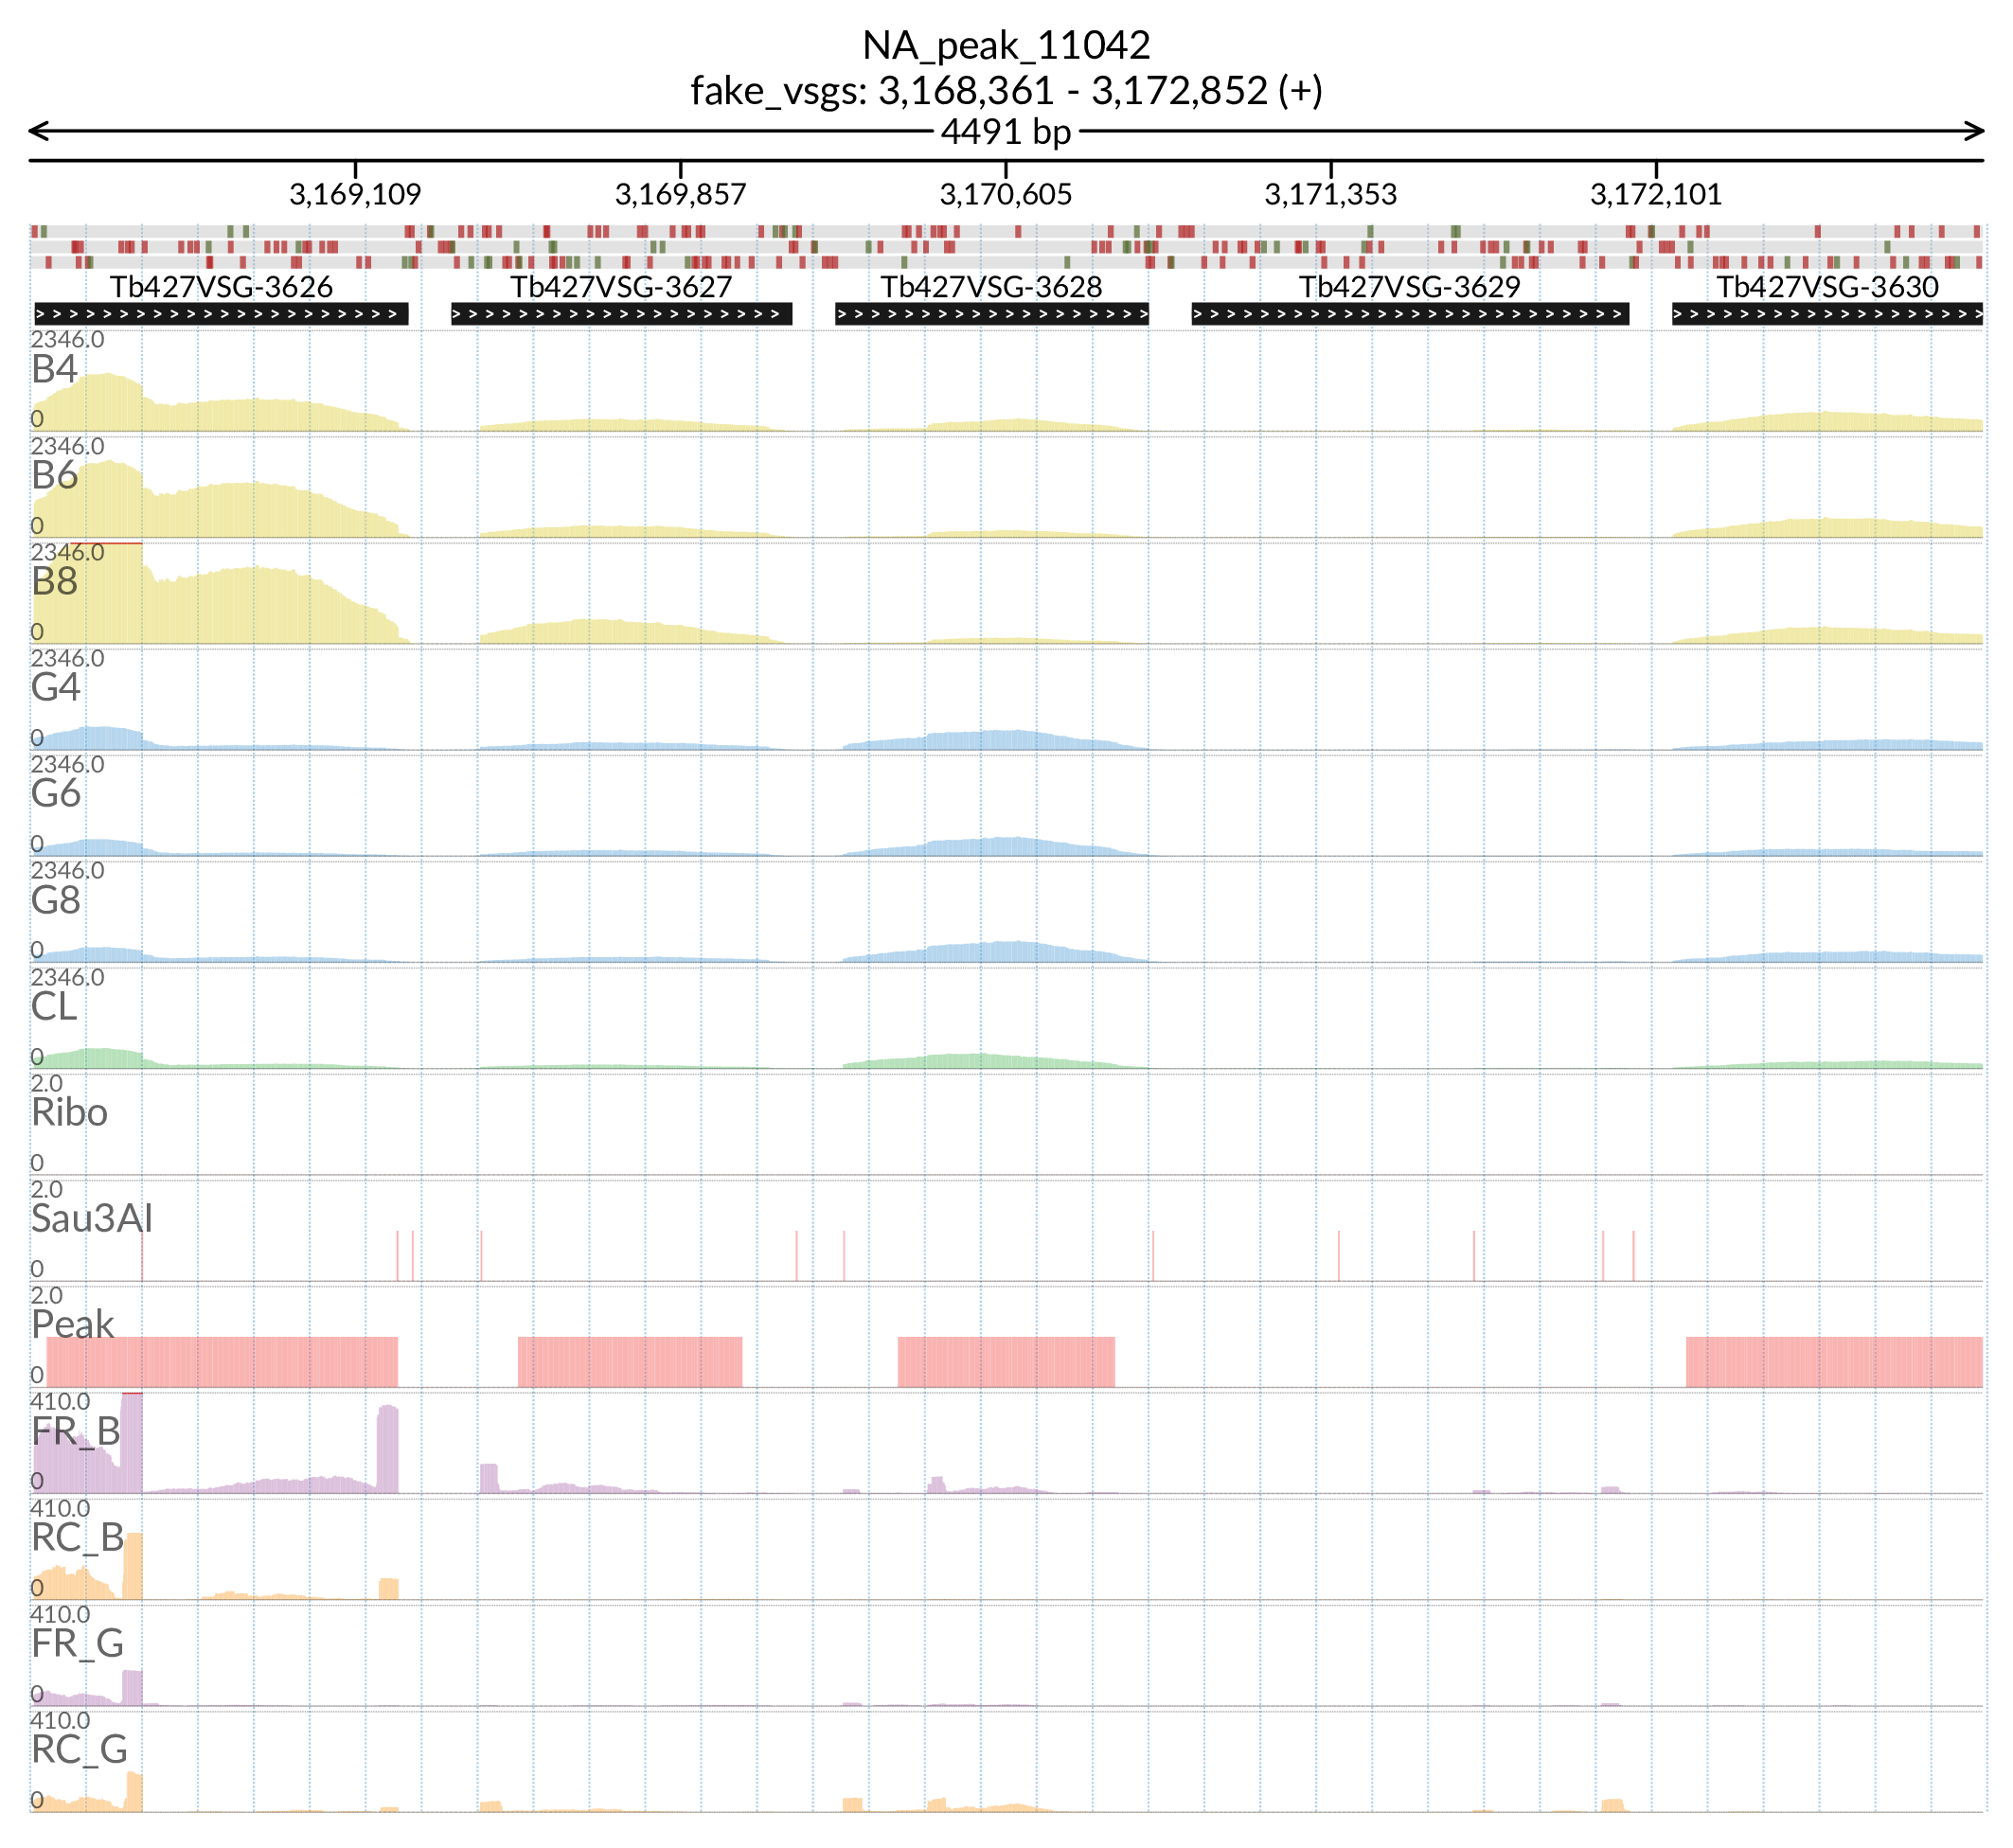 NA_peak_11042
fake_vsgs: 3,168,361 - 3,172,852 (+)
4491 bp
3,169,109 3,169,857 3,170,605 3,171,353 3,172,101
Tb427VSG-3626 Tb427VSG-3627 Tb427VSG-3628 Tb427VSG-3629 Tb427VSG-3630
2346.0
B4
0
2346.0
B6
0
2346.0
B8
0
2346.0
G4
0
2346.0
G6
0
2346.0
G8
0
2346.0
CL
0
2.0
Ribo
0
2.0
Sau3AI
0
2.0
Peak
0
410.0
FR_B
0
410.0
RC_B
0
410.0
FR_G
0
410.0
RC_G
0